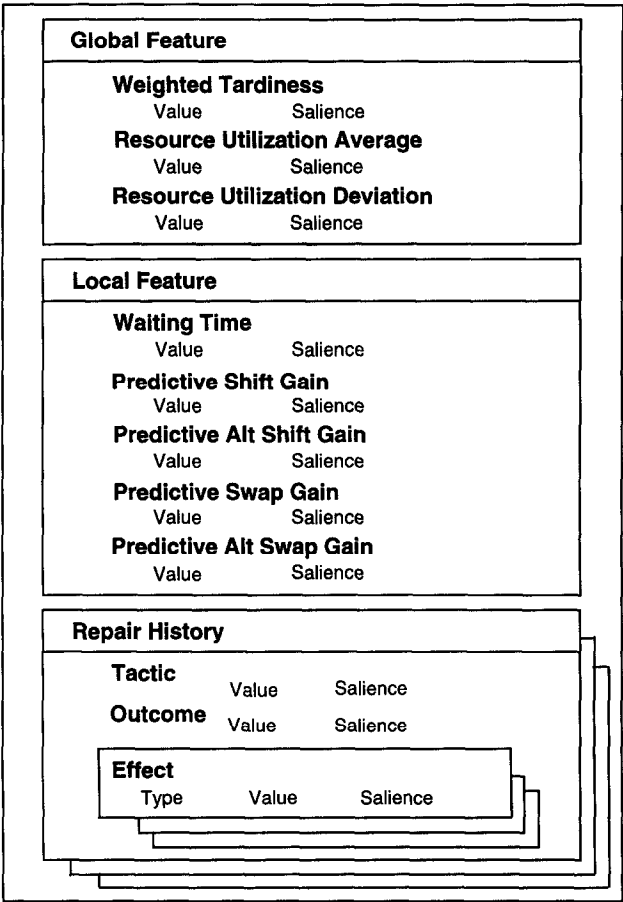 Global Feature
Weighted Tardiness
Value Salience
Resource Utilization Average
Value Salience
Resource Utilization Deviation
Value Salience
Local Feature
Waiting Time
Value Salience
Predictive Shift Gain
Value Salience
Predictive Alt Shift Gain
Value Salience
Predictive Swap Gain
Value Salience
Predictive Alt Swap Gain
Value Salience
Repair History
Tactic Value Salience
Outcome Value Salience
Effect
Type Value Salience